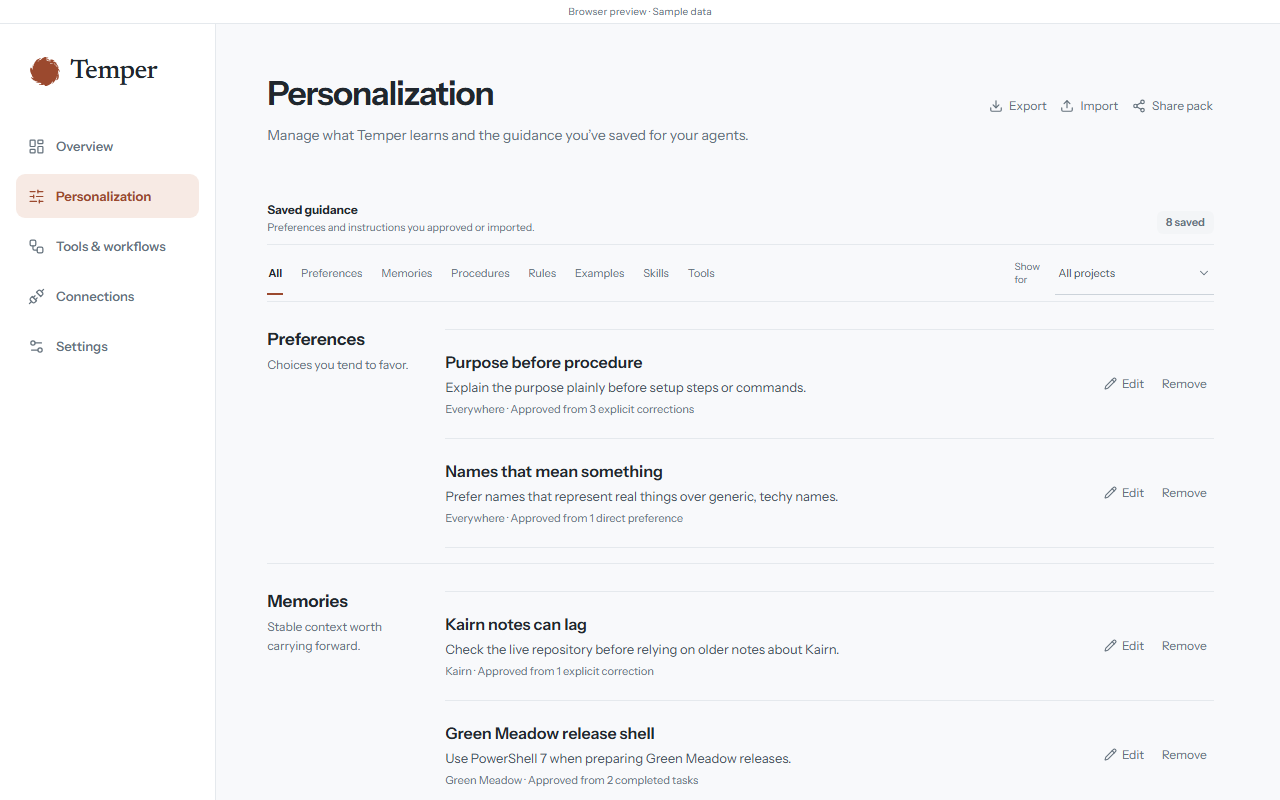 Browser preview · Sample data
Temper
Overview
Personalization
Tools & workflows
Connections
Settings
Personalization
Manage what Temper learns and the guidance you’ve saved for your agents.
Export
Import
Share pack
Saved guidance
Preferences and instructions you approved or imported.
8 saved
All
Preferences
Memories
Procedures
Rules
Examples
Skills
Tools
Show
for
All projects
Preferences
Choices you tend to favor.
Purpose before procedure
Explain the purpose plainly before setup steps or commands.
Everywhere · Approved from 3 explicit corrections
Edit
Remove
Names that mean something
Prefer names that represent real things over generic, techy names.
Everywhere · Approved from 1 direct preference
Edit
Remove
Memories
Stable context worth
carrying forward.
Kairn notes can lag
Check the live repository before relying on older notes about Kairn.
Kairn · Approved from 1 explicit correction
Edit
Remove
Green Meadow release shell
Use PowerShell 7 when preparing Green Meadow releases.
Green Meadow · Approved from 2 completed tasks
Edit
Remove